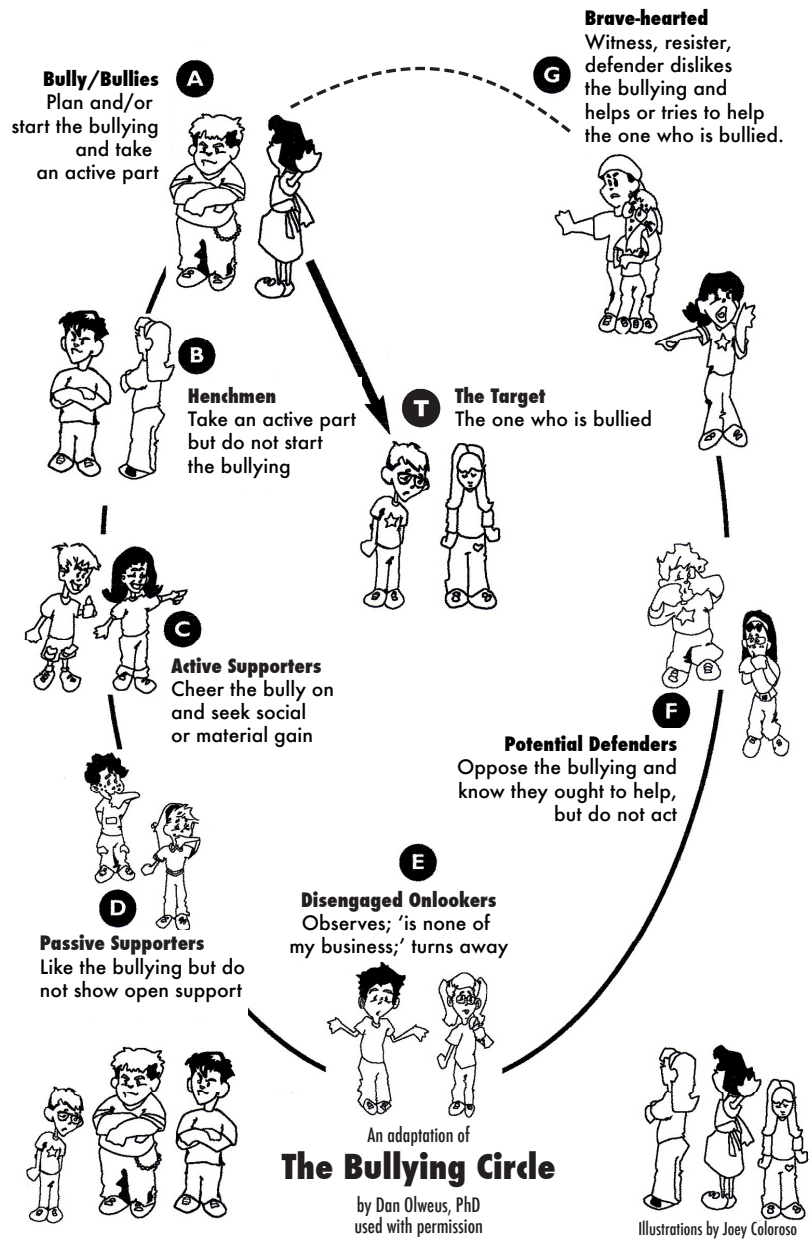 A
Bully/Bullies
Plan and/or
start the bullying
and take
an active part
G
Brave-hearted
Witness, resister,
defender dislikes
the bullying and
helps or tries to help
the one who is bullied.
B
Henchmen
Take an active part
but do not start
the bullying
T
The Target
The one who is bullied
C
Active Supporters
Cheer the bully on
and seek social
or material gain
F
Potential Defenders
Oppose the bullying and
know they ought to help,
but do not act
D
Passive Supporters
Like the bullying but do
not show open support
E
Disengaged Onlookers
Observes; ‘is none of
my business;’ turns away
An adaptation of
The Bullying Circle
by Dan Olweus, PhD
used with permission
Illustrations by Joey Coloroso